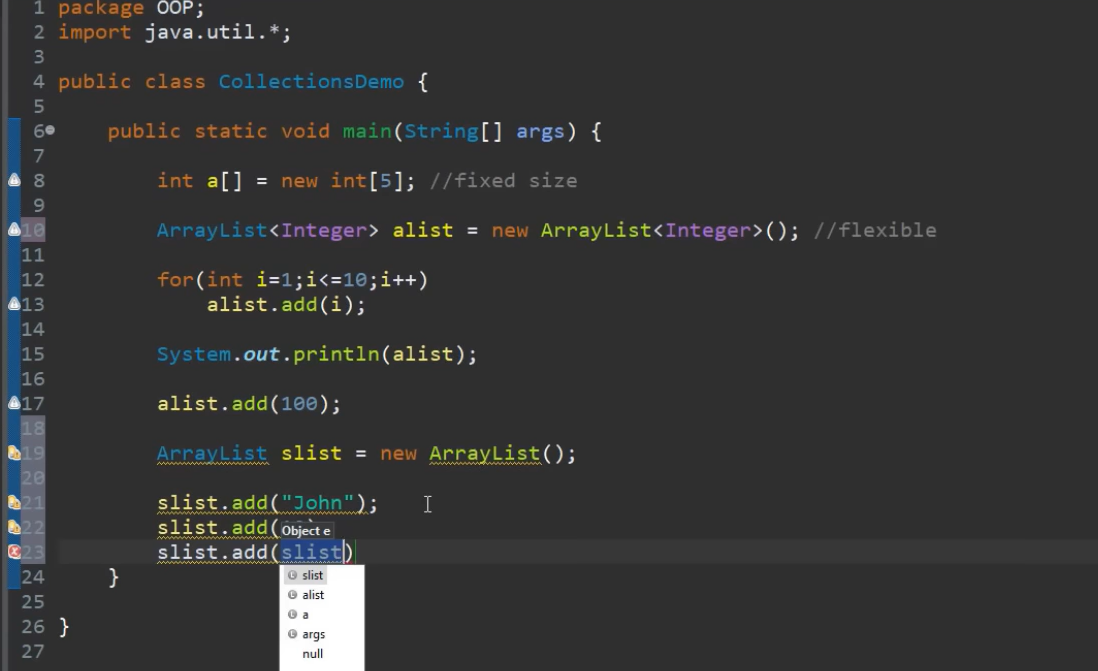 1 package OOP;
2 import java.util.*;
3
4 public class CollectionsDemo {
5
6 public static void main(String[] args) {
7
8 int a[] = new int[5]; //fixed size
9
10 ArrayList<Integer> alist = new ArrayList<Integer>(); //flexible
11
12 for(int i=1;i<=10;i++)
13 alist.add(i);
14
15 System.out.println(alist);
16
17 alist.add(100);
18
19 ArrayList slist = new ArrayList();
20
21 slist.add("John");
22 slist.add(
Object e
23 slist.add(slist)
slist
24 }
alist
25
a
26 }
args
27
null